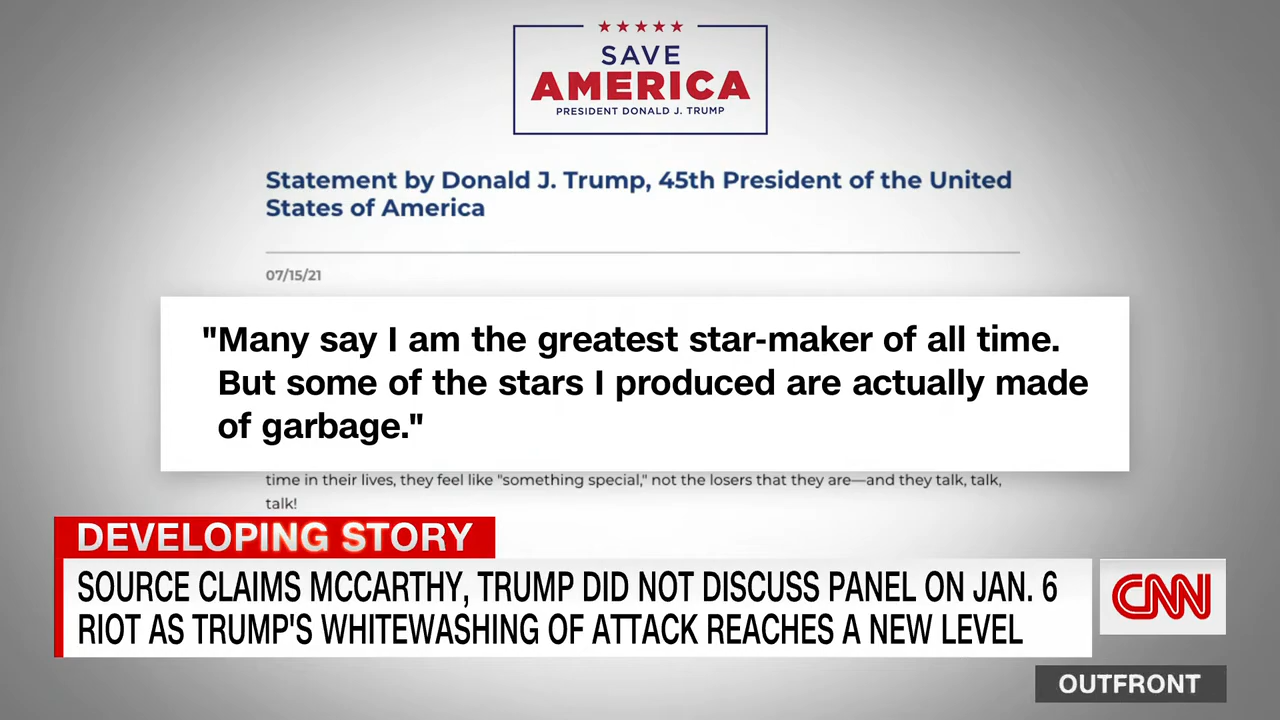 SAVE
AMERICA
PRESIDENT DONALD J. TRUMP
Statement by Donald J. Trump, 45th President of the United
States of America
07/15/21
"Many say I am the greatest star-maker of all time.
But some of the stars I produced are actually made
of garbage."
time in their lives, they feel like "something special," not the losers that they are—and they talk, talk,
talk!
DEVELOPING STORY
SOURCE CLAIMS MCCARTHY, TRUMP DID NOT DISCUSS PANEL ON JAN. 6
RIOT AS TRUMP'S WHITEWASHING OF ATTACK REACHES A NEW LEVEL
CNN
OUTFRONT